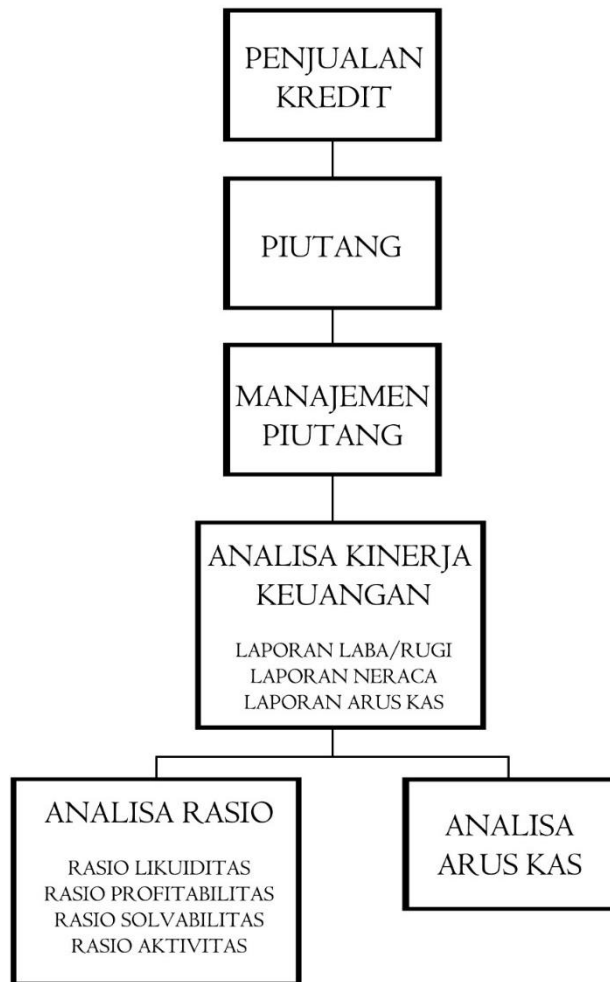 PENJUALAN
KREDIT
PIUTANG
MANAJEMEN
PIUTANG
ANALISA KINERJA
KEUANGAN
LAPORAN LABA/RUGI
LAPORAN NERACA
LAPORAN ARUS KAS
ANALISA RASIO
RASIO LIKUIDITAS
RASIO PROFITABILITAS
RASIO SOLVABILITAS
RASIO AKTIVITAS
ANALISA
ARUS KAS